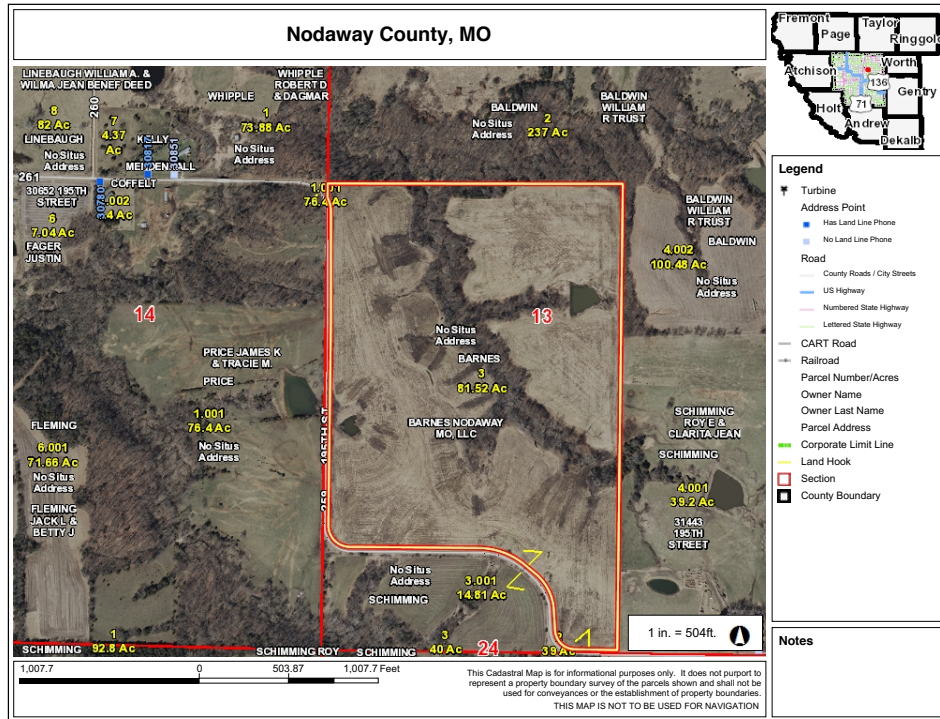 Nodaway County, MO
LINEBAUGH WILLIAM A. &
WILMA JEAN BENEF DEED
260
8
82 Ac
LINEBAUGH
No Situs
Address
7
4.37
Ac
KELLY
MENDENHALL
COFFELT
261
30652 195TH
STREET
6
7.04 Ac
FAGER
JUSTIN
30851
WHIPPLE
WHIPPLE
ROBERT D
& DAGMAR
1
73.88 Ac
No Situs
Address
1.001
76.4
BALDWIN
No Situs
Address
2
237 Ac
BALDWIN
WILLIAM
R TRUST
BALDWIN
WILLIAM
R TRUST
BALDWIN
4.002
100.48 Ac
No Situs
Address
14
13
No Situs
Address
BARNES
3
81.52 Ac
BARNES NODAWAY
MO, LLC
PRICE JAMES K
& TRACIE M.
PRICE
1.001
76.4 Ac
No Situs
Address
195TH ST
258
FLEMING
6.001
71.66 Ac
No Situs
Address
FLEMING
JACK L &
BETTY J
SCHIMMING
ROY E &
CLARITA JEAN
SCHIMMING
4.001
39.2 Ac
31443
195TH
STREET
No Situs
Address
3.001
14.81 Ac
SCHIMMING
SCHIMMING
1
92.8 Ac
SCHIMMING ROY
SCHIMMING
3
40 Ac
24
39 Ac
1 in. = 504ft.
1,007.7
0
503.87
1,007.7 Feet
This Cadastral Map is for informational purposes only. It does not purport to
represent a property boundary survey of the parcels shown and shall not be
used for conveyances or the establishment of property boundaries.
THIS MAP IS NOT TO BE USED FOR NAVIGATION
Fremont
Page
Taylor
Ringgold
Atchison
Worth
136
Gentry
Holt
71
Andrew
Dekalb
Legend
Turbine
Address Point
Has Land Line Phone
No Land Line Phone
Road
County Roads / City Streets
US Highway
Numbered State Highway
Lettered State Highway
CART Road
Railroad
Parcel Number/Acres
Owner Name
Owner Last Name
Parcel Address
Corporate Limit Line
Land Hook
Section
County Boundary
Notes